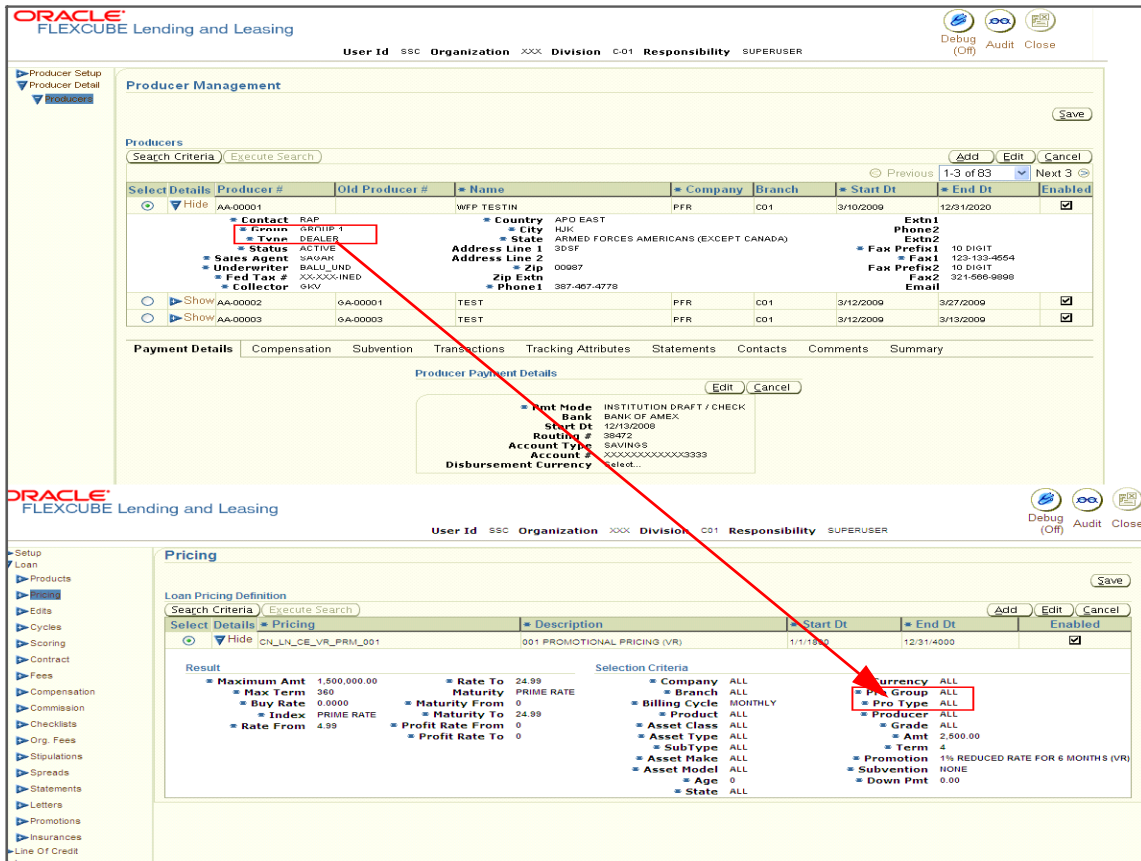 ORACLE
FLEXCUBE Lending and Leasing
Debug (Off) Audit Close
User Id SSC Organization XXX Division C-01 Responsibility SUPERUSER
Producer Setup
Producer Detail
Producers
Producer Management
Save
Producers
Search Criteria Execute Search Add Edit Cancel
Previous 1-3 of 83 Next 3
Select Details Producer # Old Producer # Name Company Branch Start Dt End Dt Enabled
Hide AA-00001 WFP TESTIN PFR C01 3/10/2009 12/31/2020
Contact RAP Country APO EAST Extn1
Group GROUP 1 City HJK Phone2
Type DEALER State ARMED FORCES AMERICANS (EXCEPT CANADA) Extn2
Status ACTIVE Address Line 1 3DSF Fax Prefix1 10 DIGIT
Sales Agent SAGAR Address Line 2 Fax1 123-133-4554
Underwriter BALU_UND Zip 00987 Fax Prefix2 10 DIGIT
Fed Tax # XX-XXX-INED Zip Extn Fax2 321-566-9898
Collector GKV Phone1 387-467-4778 Email
Show AA-00002 GA-00001 TEST PFR C01 3/12/2009 3/27/2009
Show AA-00003 GA-00003 TEST PFR C01 3/12/2009 3/13/2009
Payment Details Compensation Subvention Transactions Tracking Attributes Statements Contacts Comments Summary
Producer Payment Details
Edit Cancel
Pmt Mode INSTITUTION DRAFT / CHECK
Bank BANK OF AMEX
Start Dt 12/13/2008
Routing # 38472
Account Type SAVINGS
Account # XXXXXXXXXXXX3333
Disbursement Currency Select...
ORACLE
FLEXCUBE Lending and Leasing
Debug (Off) Audit Close
User Id SSC Organization XXX Division C01 Responsibility SUPERUSER
Setup
Loan
Products
Pricing
Edits
Cycles
Scoring
Contract
Fees
Compensation
Commission
Checklists
Org. Fees
Stipulations
Spreads
Statements
Letters
Promotions
Insurances
Line Of Credit
Pricing
Save
Loan Pricing Definition
Search Criteria Execute Search Add Edit Cancel
Select Details Pricing Description Start Dt End Dt Enabled
Hide CN_LN_CE_VR_PRM_001 001 PROMOTIONAL PRICING (VR) 12/31/4000
Result Selection Criteria
Maximum Amt 1,500,000.00 Rate To 24.99 Company ALL Currency ALL
Max Term 360 Maturity PRIME RATE Branch ALL Pro Group ALL
Buy Rate 0.0000 Maturity From 0 Billing Cycle MONTHLY Pro Type ALL
Index PRIME RATE Maturity To 24.99 Product ALL Producer ALL
Rate From 4.99 Profit Rate From 0 Asset Class ALL Grade ALL
Profit Rate To 0 Asset Type ALL Amt 2,500.00
SubType ALL Term 4
Asset Make ALL Promotion 1% REDUCED RATE FOR 6 MONTHS (VR)
Asset Model ALL Subvention NONE
Age 0 Down Pmt 0.00
State ALL